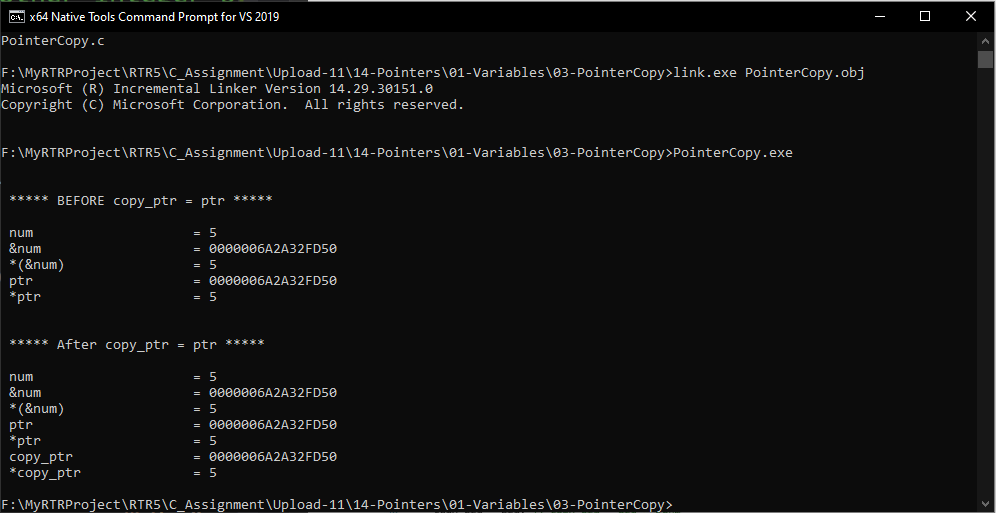 x64 Native Tools Command Prompt for VS 2019
PointerCopy.c
F:\MyRTRProject\RTR5\C_Assignment\Upload-11\14-Pointers\01-Variables\03-PointerCopy>link.exe PointerCopy.obj
Microsoft (R) Incremental Linker Version 14.29.30151.0
Copyright (C) Microsoft Corporation.  All rights reserved.
F:\MyRTRProject\RTR5\C_Assignment\Upload-11\14-Pointers\01-Variables\03-PointerCopy>PointerCopy.exe
***** BEFORE copy_ptr = ptr *****
num = 5
&num = 0000006A2A32FD50
*(&num) = 5
ptr = 0000006A2A32FD50
*ptr = 5
***** After copy_ptr = ptr *****
num = 5
&num = 0000006A2A32FD50
*(&num) = 5
ptr = 0000006A2A32FD50
*ptr = 5
copy_ptr = 0000006A2A32FD50
*copy_ptr = 5
F:\MyRTRProject\RTR5\C_Assignment\Upload-11\14-Pointers\01-Variables\03-PointerCopy>